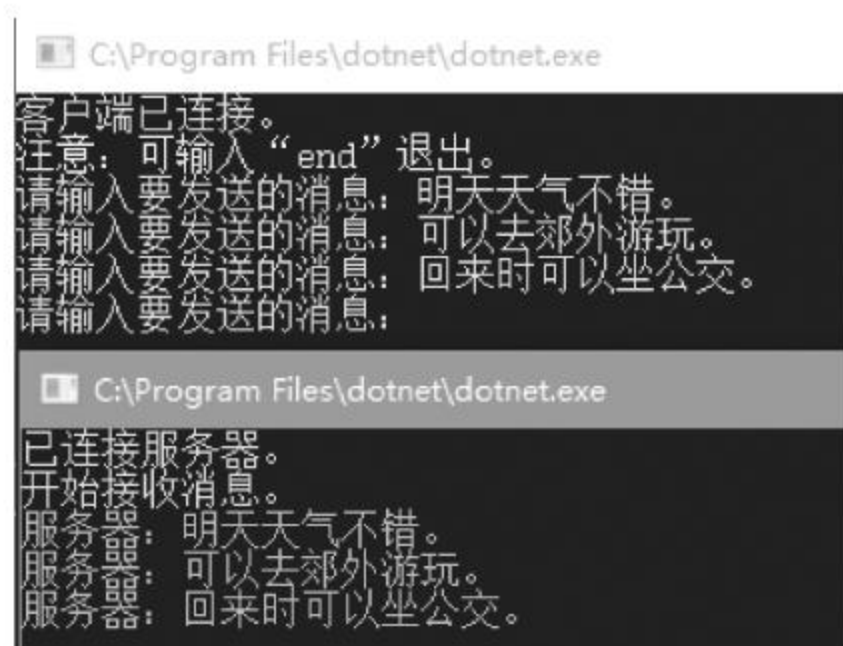 C:\Program Files\dotnet\dotnet.exe
客户端已连接。
注意：可输入“end”退出。
请输入要发送的消息：明天天气不错。
请输入要发送的消息：可以去郊外游玩。
请输入要发送的消息：回来时可以坐公交。
请输入要发送的消息：
C:\Program Files\dotnet\dotnet.exe
已连接服务器。
开始接收消息。
服务器：明天天气不错。
服务器：可以去郊外游玩。
服务器：回来时可以坐公交。